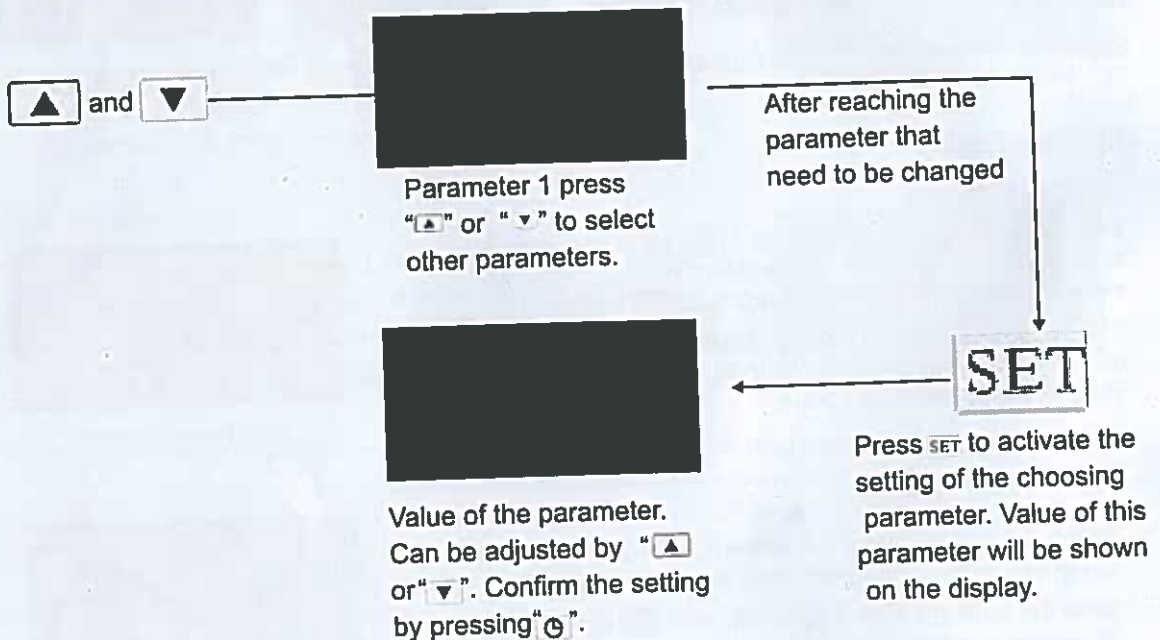 ▲ and ▼
After reaching the
parameter that
need to be changed
Parameter 1 press
"▲" or "▼" to select
other parameters.
SET
Press SET to activate the
setting of the choosing
parameter. Value of this
parameter will be shown
on the display.
Value of the parameter.
Can be adjusted by "▲
or"▼". Confirm the setting
by pressing"⏲".